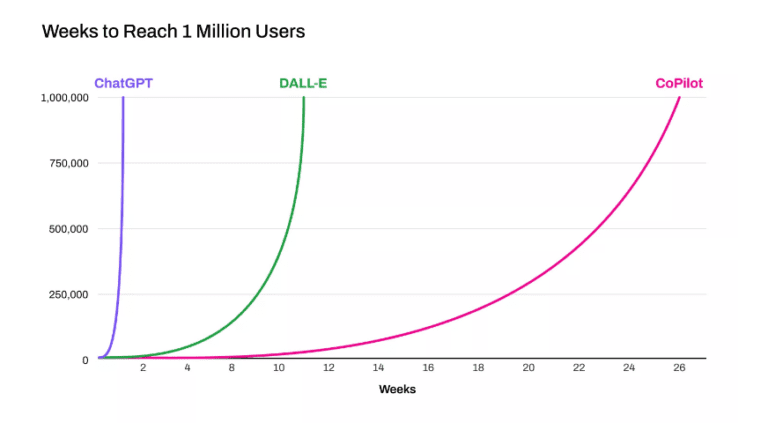 Weeks to Reach 1 Million Users
ChatGPT DALL-E CoPilot
1,000,000
750,000
500,000
250,000
0
2 4 8 10 12 14 16 18 20 22 24 26
Weeks